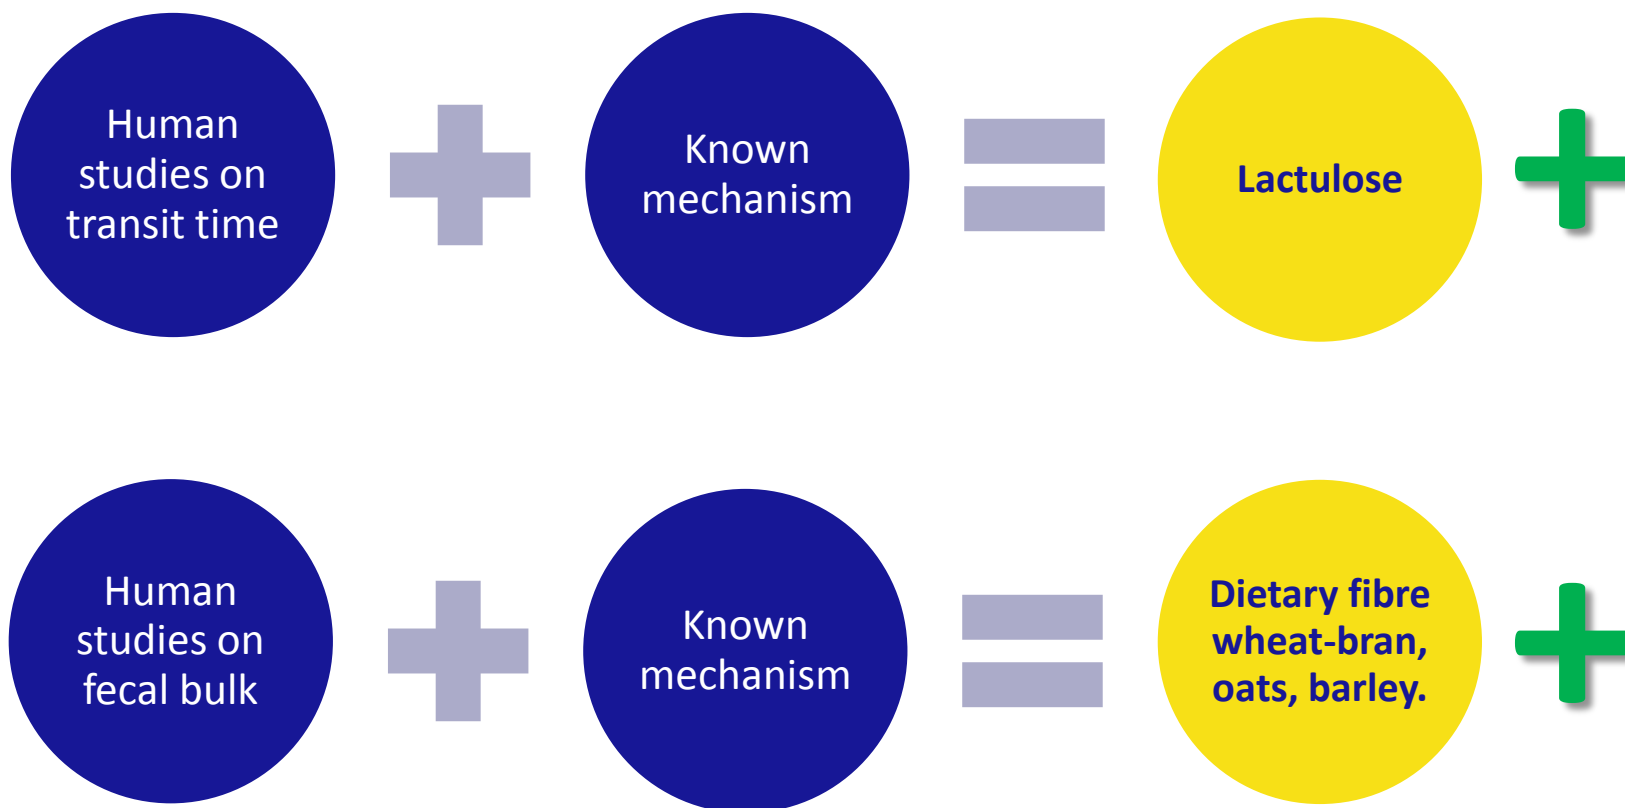 Human
studies on
transit time
Known
mechanism
Lactulose
Human
studies on
fecal bulk
Known
mechanism
Dietary fibre
wheat-bran,
oats, barley.